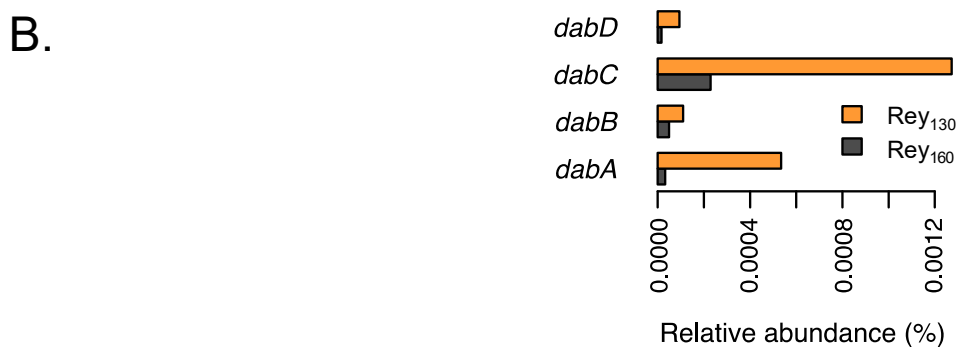 B.
dabD
dabC
dabB
dabA
Rey130
Rey160
0.0000
0.0004
0.0008
0.0012
Relative abundance (%)